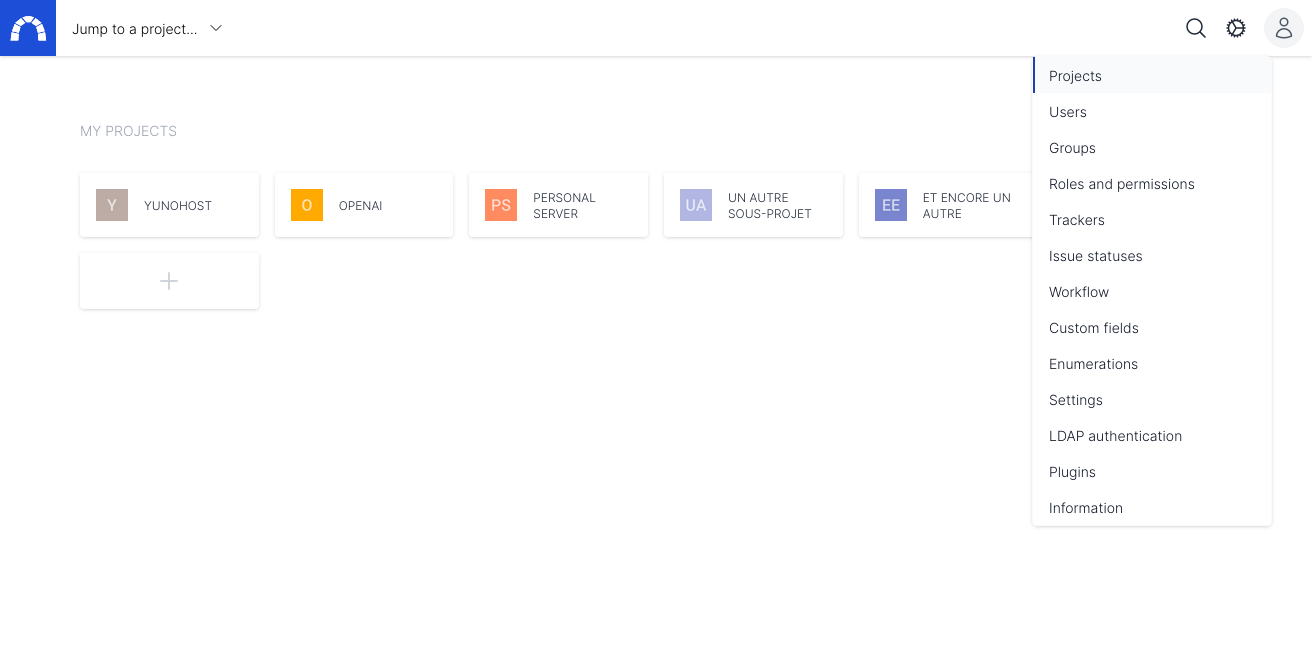 Jump to a project...
MY PROJECTS
Y
YUNOHOST
O
OPENAI
PS
PERSONAL
SERVER
UA
UN AUTRE
SOUS-PROJET
EE
ET ENCORE UN
AUTRE
Projects
Users
Groups
Roles and permissions
Trackers
Issue statuses
Workflow
Custom fields
Enumerations
Settings
LDAP authentication
Plugins
Information